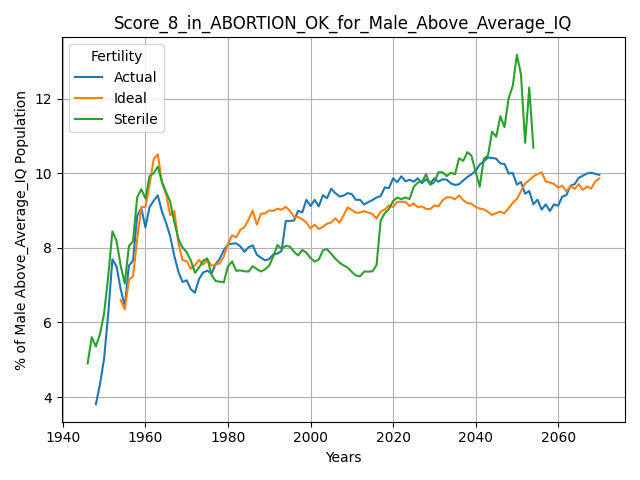 Score_8_in_ABORTION_OK_for_Male_Above_Average_IQ
Fertility
Actual
Ideal
Sterile
% of Male Above_Average_IQ Population
12
10
8
6
4
1940 1960 1980 2000 2020 2040 2060
Years